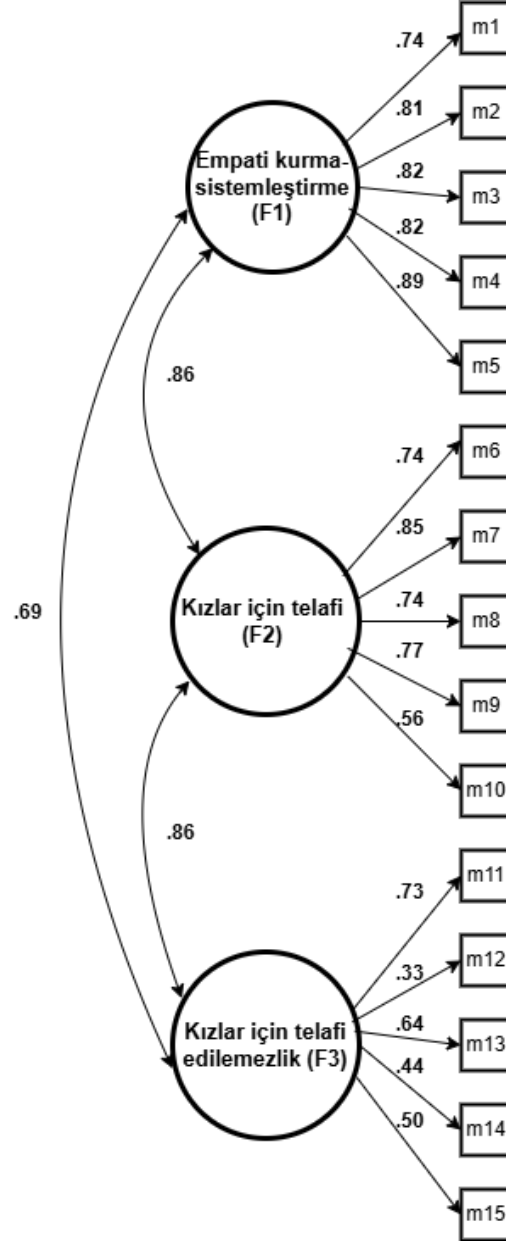 m1
.74
.81
m2
Empati kurma-
sistemleştirme
(F1)
.82
m3
.82
m4
.89
m5
.86
m6
.74
.85
m7
Kızlar için telafi
(F2)
.69
.74
m8
.77
m9
.56
m10
.86
m11
.73
m12
.33
Kızlar için telafi
edilemezlik (F3)
.64
m13
.44
m14
.50
m15